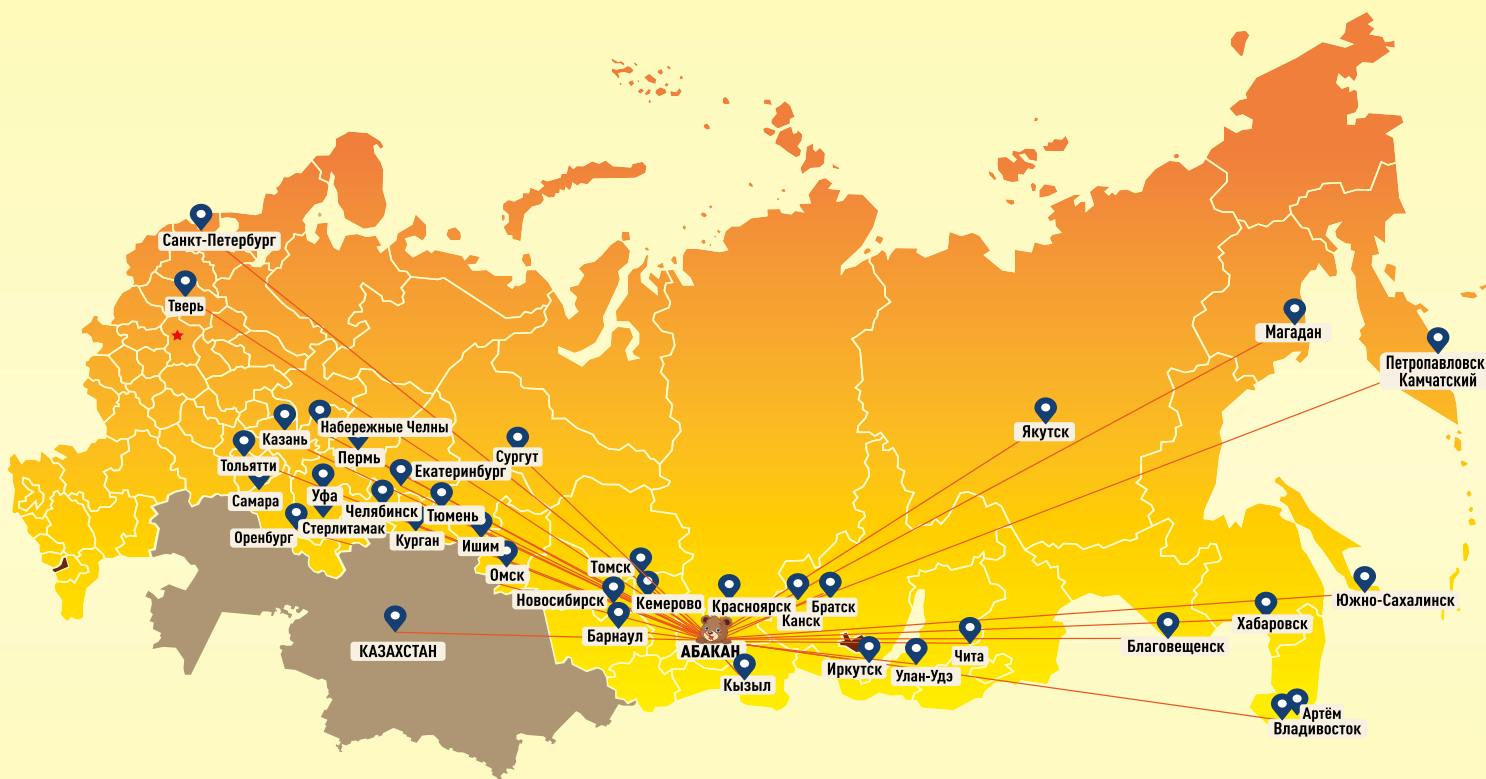 Санкт-Петербург
Тверь
Магадан
Петропавловск
Камчатский
Набережные Челны
Казань
Якутск
Пермь
Сургут
Тольятти
Екатеринбург
Уфа
Самара
Челябинск
Тюмень
Стерлитамак
Оренбург
Курган
Ишим
Томск
Омск
Новосибирск
Кемерово
Красноярск
Братск
Канск
Южно-Сахалинск
Хабаровск
Барнаул
Благовещенск
КАЗАХСТАН
АБАКАН
Чита
Иркутск
Улан-Удэ
Кызыл
Артём
Владивосток